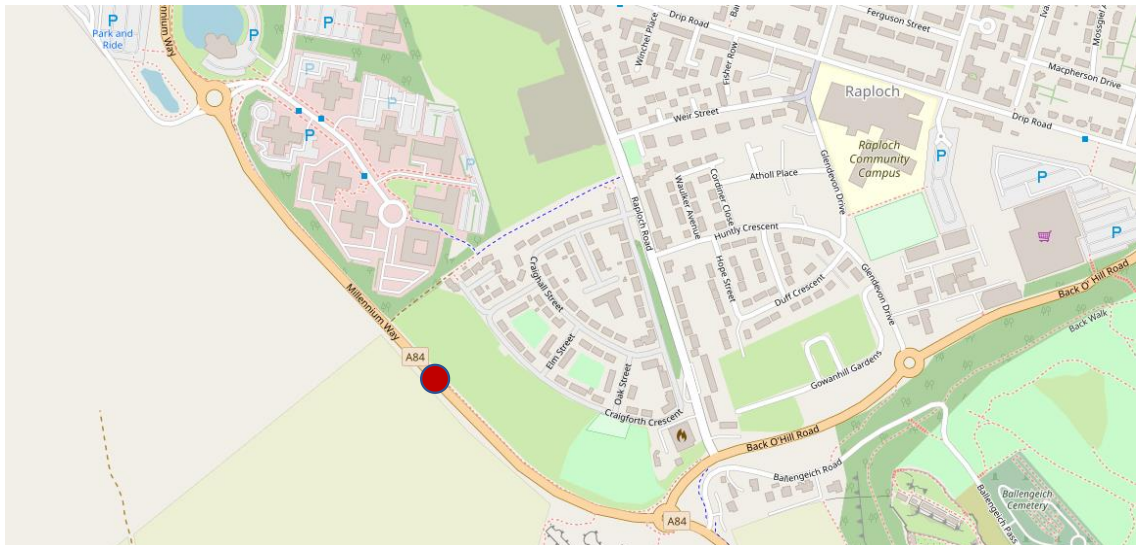 P
Park and
Ride
Millennium Way
P
P
P
P
P
P
Drip Road
Winchel Place
Fisher Row
Ferguson Street
Mossgiel A
Macpherson Drive
Drip Road
Weir Street
Raploch
Raploch
Community
Campus
P
P
P
Glendevon Drive
Atholl Place
Cordiner Close
Waulker Avenue
Raploch Road
Huntly Crescent
Hope Street
Duff Crescent
Glendevon Drive
Craighall Street
Elm Street
Oak Street
Craigforth Crescent
Gowanhill Gardens
Millennium Way
A84
Back O' Hill Road
Back Walk
Back O'Hill Road
Ballengeich Road
Ballengeich Pass
Ballengeich
Cemetery
A84